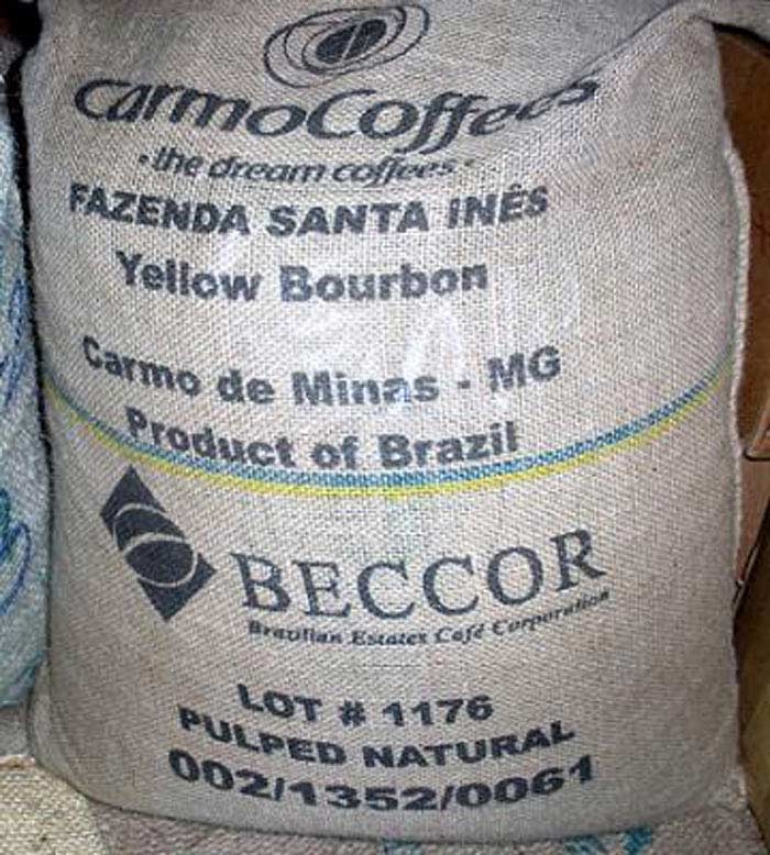 carmoCoffees
• the dream coffees •
FAZENDA SANTA INÊS
Yellow Bourbon
Carmo de Minas - MG
Product of Brazil
BECCOR
Brazilian Estates Café Corporation
LOT # 1176
PULPED NATURAL
002/1352/0061